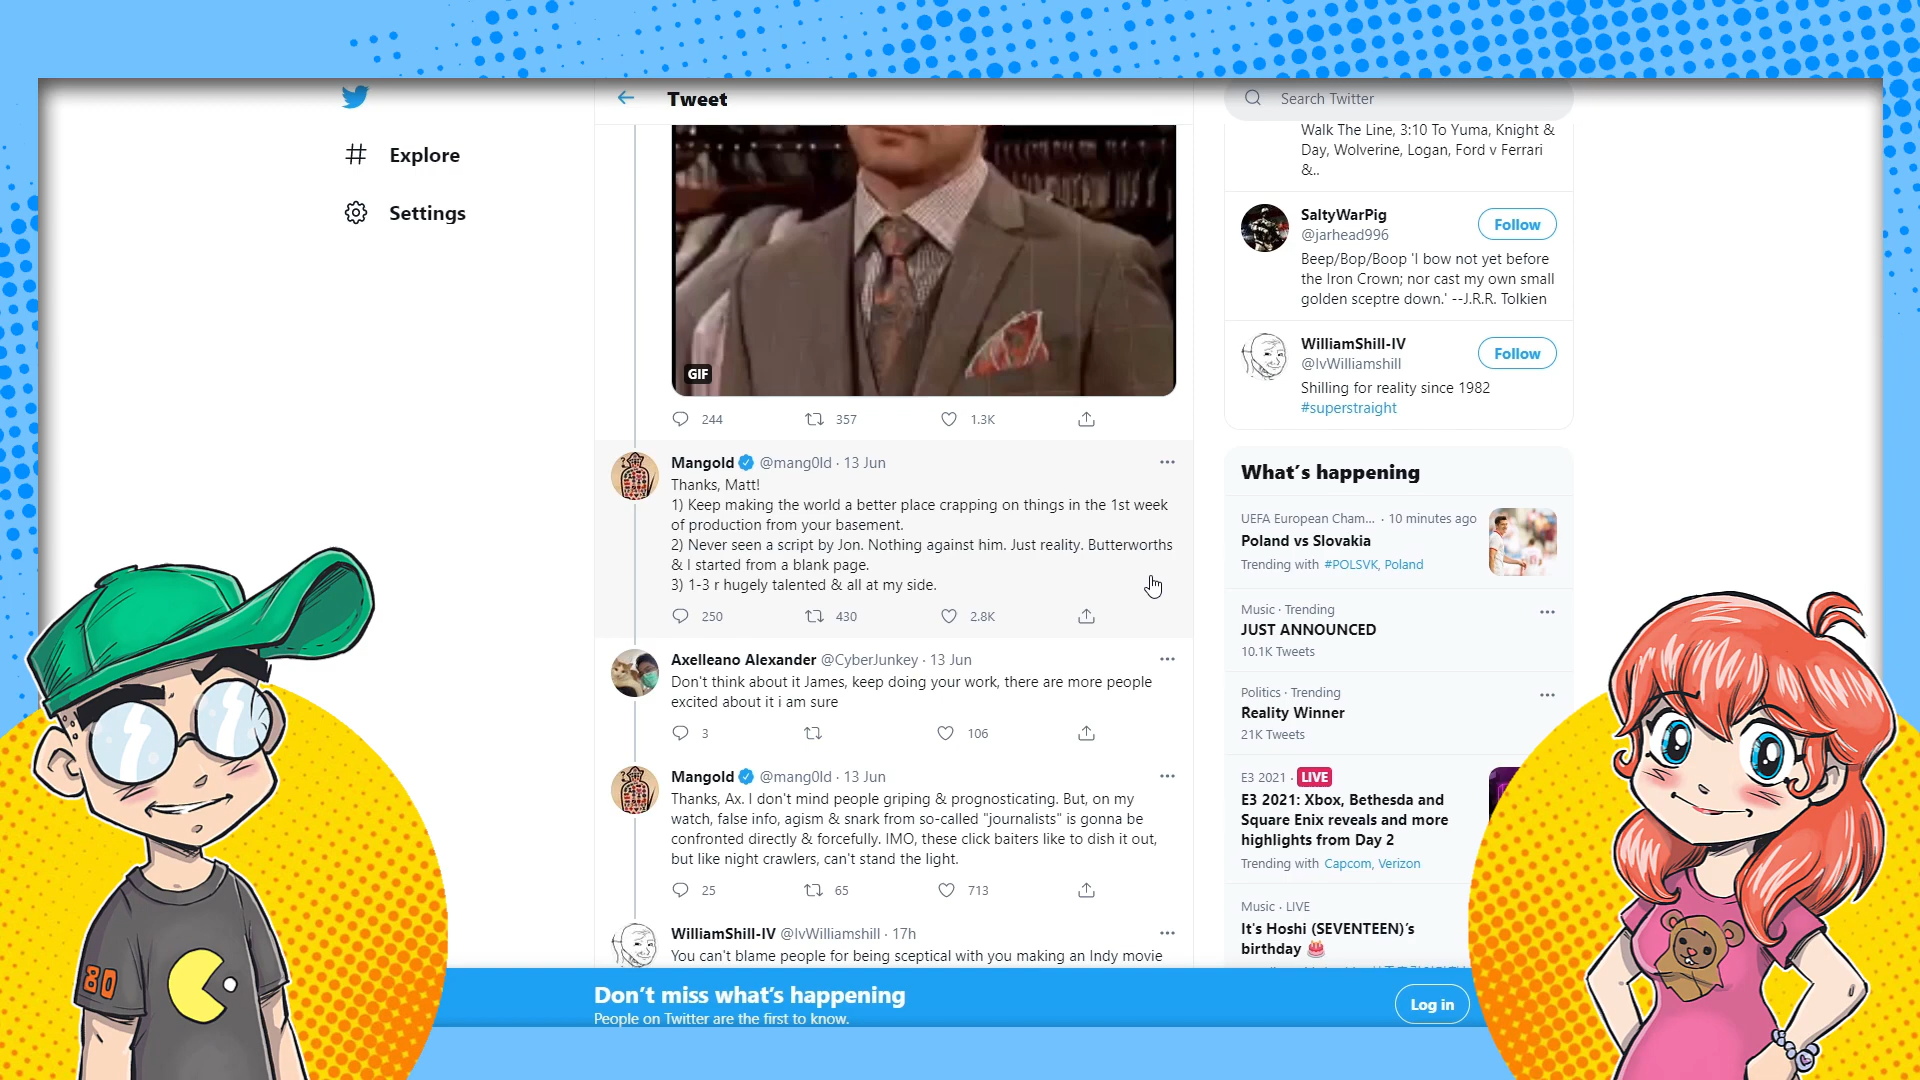 Tweet
Search Twitter
Explore
Settings
GIF
244 357 1.3K
Mangold @mang0ld · 13 Jun
Thanks, Matt!
1) Keep making the world a better place crapping on things in the 1st week
of production from your basement.
2) Never seen a script by Jon. Nothing against him. Just reality. Butterworths
& I started from a blank page.
3) 1-3 r hugely talented & all at my side.
250 430 2.8K
Axelleano Alexander @CyberJunkey · 13 Jun
Don't think about it James, keep doing your work, there are more people
excited about it i am sure
3 106
Mangold @mang0ld · 13 Jun
Thanks, Ax. I don't mind people griping & prognosticating. But, on my
watch, false info, agism & snark from so-called "journalists" is gonna be
confronted directly & forcefully. IMO, these click baiters like to dish it out,
but like night crawlers, can't stand the light.
25 65 713
WilliamShill-IV @IvWilliamshill · 17h
You can't blame people for being sceptical with you making an Indy movie
Walk The Line, 3:10 To Yuma, Knight &
Day, Wolverine, Logan, Ford v Ferrari
&..
SaltyWarPig
@jarhead996
Follow
Beep/Bop/Boop 'I bow not yet before
the Iron Crown; nor cast my own small
golden sceptre down.' --J.R.R. Tolkien
WilliamShill-IV
@IvWilliamshill
Follow
Shilling for reality since 1982
#superstraight
What's happening
UEFA European Cham... · 10 minutes ago
Poland vs Slovakia
Trending with #POLSVK, Poland
Music · Trending
JUST ANNOUNCED
10.1K Tweets
Politics · Trending
Reality Winner
21K Tweets
E3 2021 · LIVE
E3 2021: Xbox, Bethesda and
Square Enix reveals and more
highlights from Day 2
Trending with Capcom, Verizon
Music · LIVE
It's Hoshi (SEVENTEEN)'s
birthday
Don't miss what's happening
People on Twitter are the first to know.
Log in
80